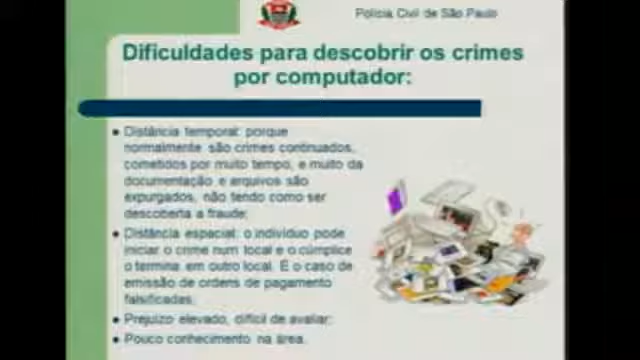 Polícia Civil de São Paulo
Dificuldades para descobrir os crimes
por computador:
• Distância temporal: porque
normalmente são crimes continuados,
cometidos por muito tempo, e muito da
documentação e arquivos são
expurgados, não tendo como ser
descoberta a fraude;
• Distância espacial: o indivíduo pode
iniciar o crime num local e o cúmplice
o termina em outro local. É o caso de
emissão de ordens de pagamento
falsificadas;
• Prejuízo elevado, difícil de avaliar;
• Pouco conhecimento na área.